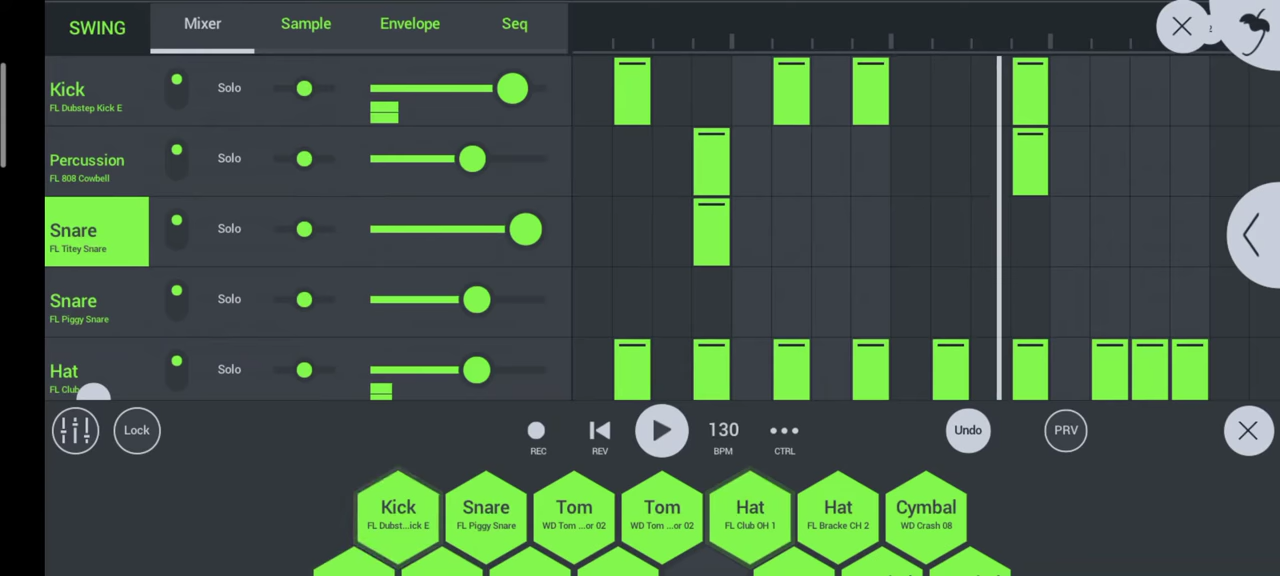 SWING
Mixer
Sample
Envelope
Seq
2
Kick
FL Dubstep Kick E
Solo
Percussion
FL 808 Cowbell
Solo
Snare
FL Titey Snare
Solo
Snare
FL Piggy Snare
Solo
Hat
FL Club
Solo
Lock
REC
REV
130
BPM
CTRL
Undo
PRV
Kick
FL Dubst...ick E
Snare
FL Piggy Snare
Tom
WD Tom ...or 02
Tom
WD Tom ...or 02
Hat
FL Club OH 1
Hat
FL Bracke CH 2
Cymbal
WD Crash 08